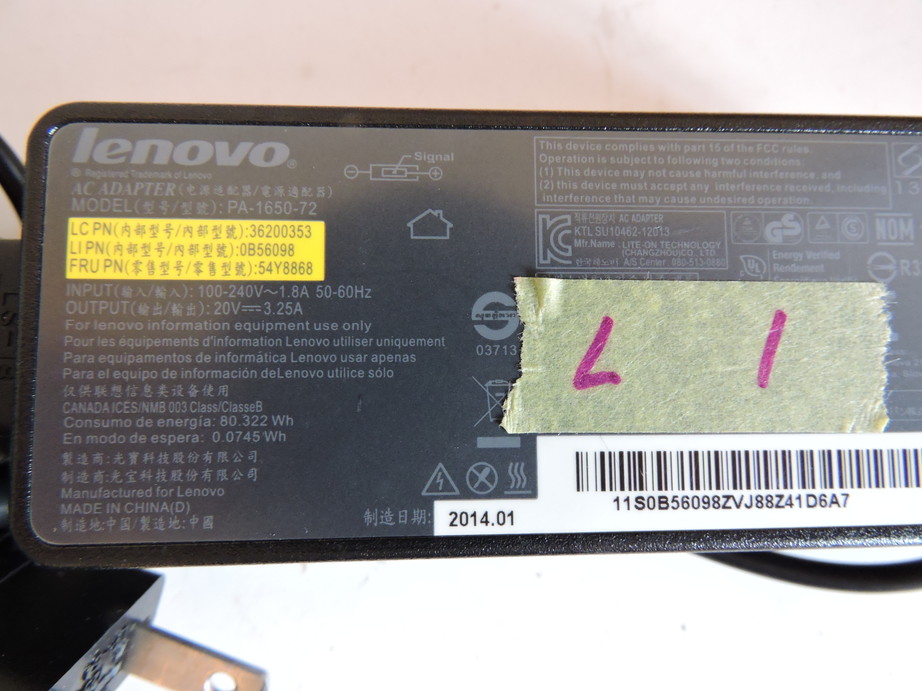 lenovo®
® Registered Trademark of Lenovo
AC ADAPTER(电源适配器/電源適配器)
MODEL(型号/型號): PA-1650-72
Signal
LC PN(内部型号/內部型號):36200353
LI PN(内部型号/內部型號):0B56098
FRU PN(零售型号/零售型號):54Y8868
INPUT(输入/輸入): 100-240V～1.8A 50-60Hz
OUTPUT(输出/輸出): 20V⎓3.25A
For lenovo information equipment use only
Pour les équipements d'information Lenovo utiliser uniquement
Para equipamentos de informática Lenovo usar apenas
Para el equipo de información deLenovo utilice sólo
仅供联想信息类设备使用
CANADA ICES/NMB 003 Class/ClasseB
Consumo de energía: 80.322 Wh
En modo de espera: 0.0745 Wh
製造商:光寶科技股份有限公司
制造商:光宝科技股份有限公司
Manufactured for Lenovo
MADE IN CHINA(D)
制造地:中国/製造地:中國
制造日期:
2014.01
This device complies with part 15 of the FCC rules.
Operation is subject to following two conditions.
(1) This device may not cause harmful interference, and
(2) this device must accept any interference received, including
interference that may cause undesired operation.
AC ADAPTER
KTL SU10462-12013
Mfr.Name : LITE-ON TECHNOLOGY
(CHANGZHOU)CO.,LTD
A/S Center: 080-513-0880
GS
NOM
UL
Energy Verified
03713
L 1
11S0B56098ZVJ88Z41D6A7